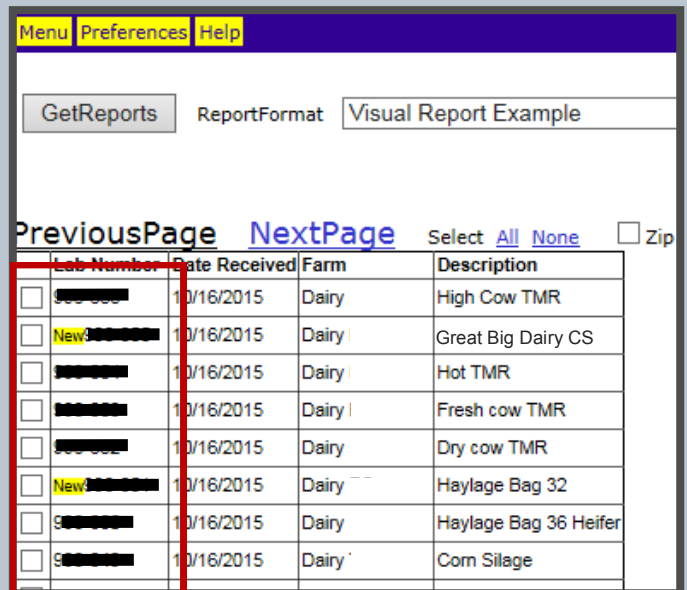 Menu Preferences Help
GetReports ReportFormat Visual Report Example
PreviousPage NextPage Select All None Zip
Lab Number Date Received Farm Description
10/16/2015 Dairy High Cow TMR
New 10/16/2015 Dairy Great Big Dairy CS
10/16/2015 Dairy Hot TMR
10/16/2015 Dairy Fresh cow TMR
10/16/2015 Dairy Dry cow TMR
New 10/16/2015 Dairy Haylage Bag 32
10/16/2015 Dairy Haylage Bag 36 Heifer
10/16/2015 Dairy Corn Silage